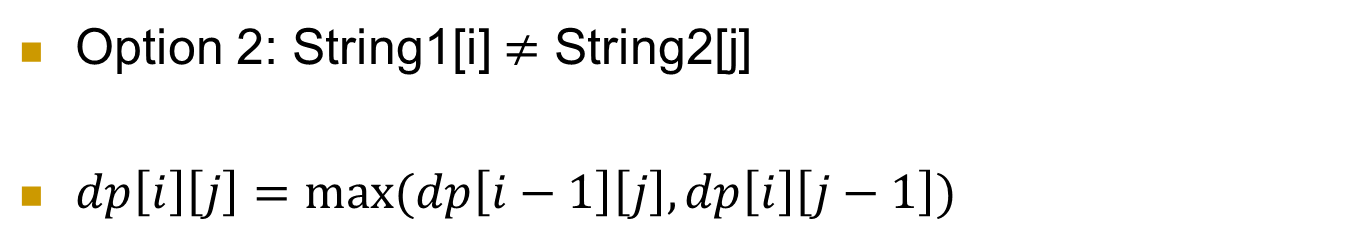 ▪ Option 2: String1[i] ≠ String2[j]
▪ 𝑑𝑝[𝑖][𝑗] = max(𝑑𝑝[𝑖 − 1][𝑗], 𝑑𝑝[𝑖][𝑗 − 1])